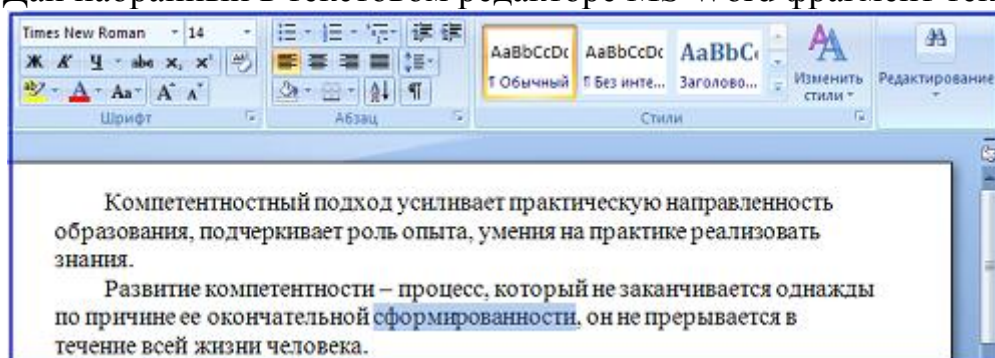 Дан набранный в текстовом редакторе MS Word фрагмент тек
Times New Roman 14
Ж К Ч abc x, x²
Aa A A
AaBbCcDc AaBbCcDc AaBbC
¶ Обычный ¶ Без инте... Заголово...
Изменить стили
Редактирование
Шрифт Абзац Стили
Компетентностный подход усиливает практическую направленность
образования, подчеркивает роль опыта, умения на практике реализовать
знания.
Развитие компетентности – процесс, который не заканчивается однажды
по причине ее окончательной сформированности, он не прерывается в
течение всей жизни человека.